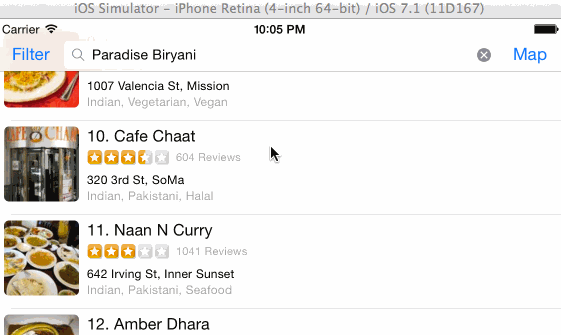 iOS Simulator – iPhone Retina (4-inch 64-bit) / iOS 7.1 (11D167)
Carrer 10:05 PM
Filter Paradise Biryani Map
1007 Valencia St, Mission
Indian, Vegetarian, Vegan
10. Cafe Chaat
604 Reviews
320 3rd St, SoMa
Indian, Pakistani, Halal
11. Naan N Curry
1041 Reviews
642 Irving St, Inner Sunset
Indian, Pakistani, Seafood
12. Amber Dhara